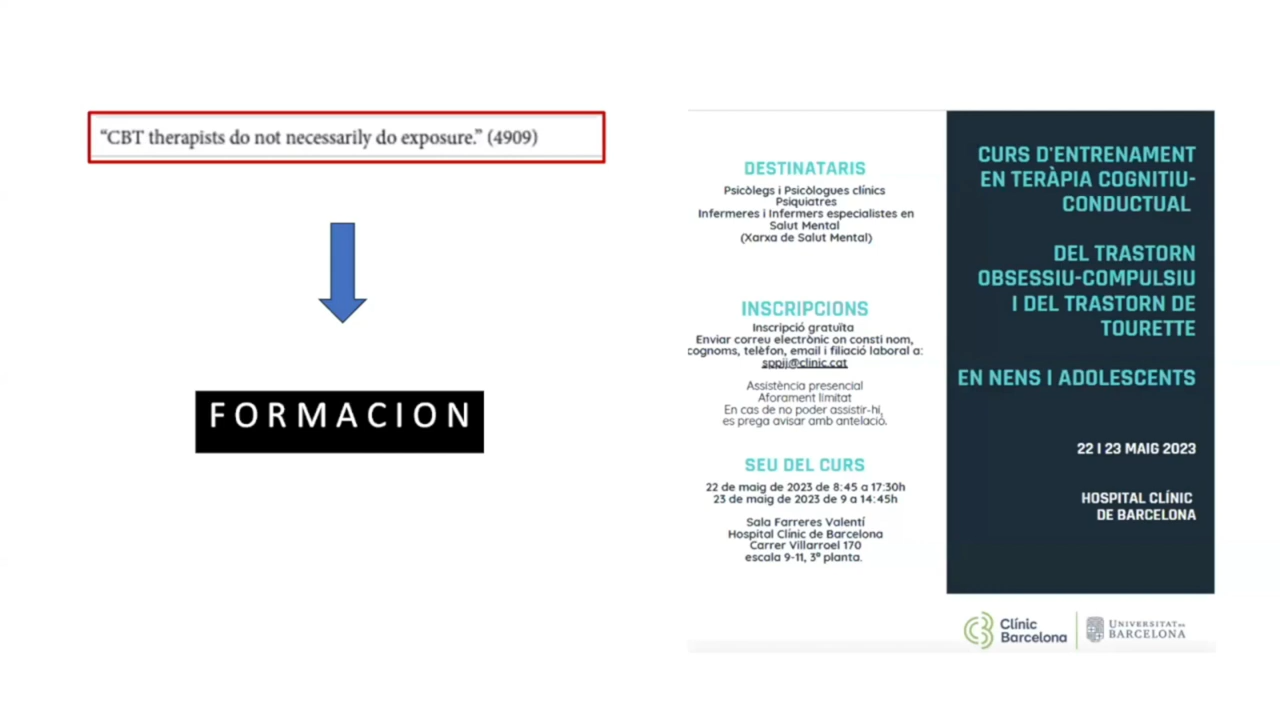 “CBT therapists do not necessarily do exposure.” (4909)
FORMACION
DESTINATARIS
Psicòlegs i Psicòlogues clínics
Psiquiatres
Infermeres i Infermers especialistes en
Salut Mental
(Xarxa de Salut Mental)
INSCRIPCIONS
Inscripció gratuïta
Enviar correu electrònic on consti nom,
cognoms, telèfon, email i filiació laboral a:
sppij@clinic.cat
Assistència presencial
Aforament limitat
En cas de no poder assistir-hi,
es prega avisar amb antelació.
SEU DEL CURS
22 de maig de 2023 de 8:45 a 17:30h
23 de maig de 2023 de 9 a 14:45h
Sala Farreres Valentí
Hospital Clínic de Barcelona
Carrer Villarroel 170
escala 9-11, 3ª planta.
CURS D'ENTRENAMENT
EN TERÀPIA COGNITIU-
CONDUCTUAL
DEL TRASTORN
OBSESSIU-COMPULSIU
I DEL TRASTORN DE
TOURETTE
EN NENS I ADOLESCENTS
22 I 23 MAIG 2023
HOSPITAL CLÍNIC
DE BARCELONA
Clínic
Barcelona
UNIVERSITAT DE
BARCELONA